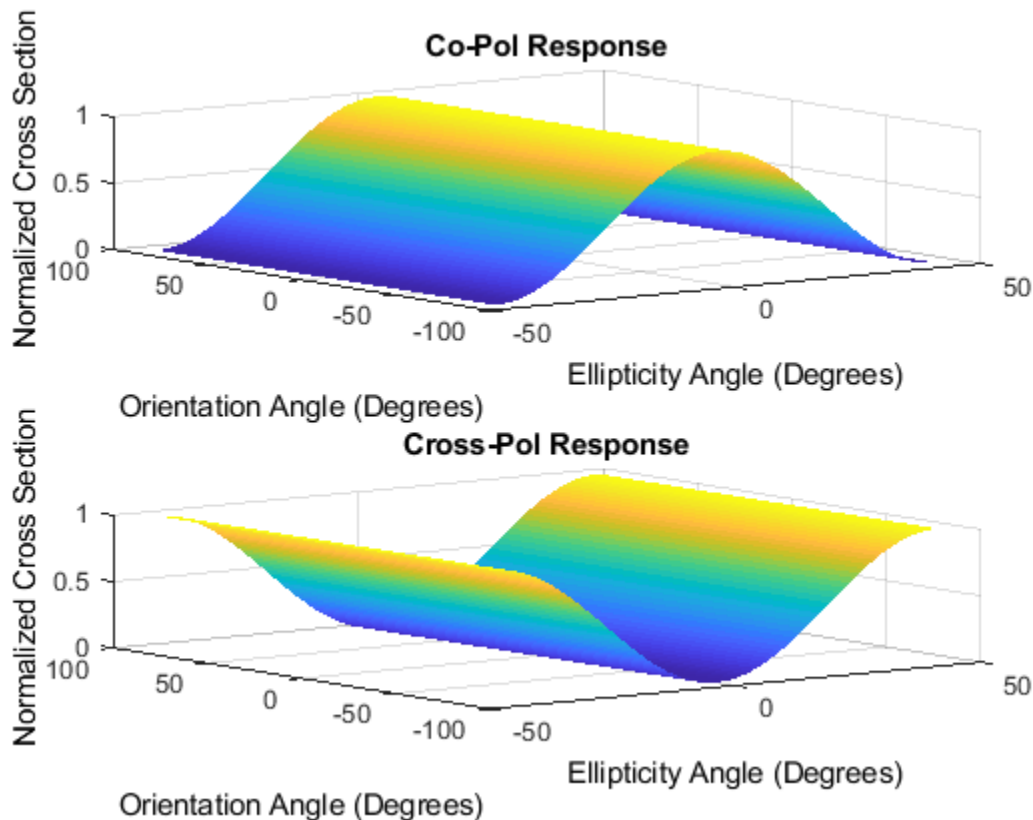 Co-Pol Response
Normalized Cross Section
1
0.5
0
100
50
0
-50
-100
-50
0
50
Ellipticity Angle (Degrees)
Orientation Angle (Degrees)
Cross-Pol Response
Normalized Cross Section
1
0.5
0
100
50
0
-50
-100
-50
0
50
Ellipticity Angle (Degrees)
Orientation Angle (Degrees)